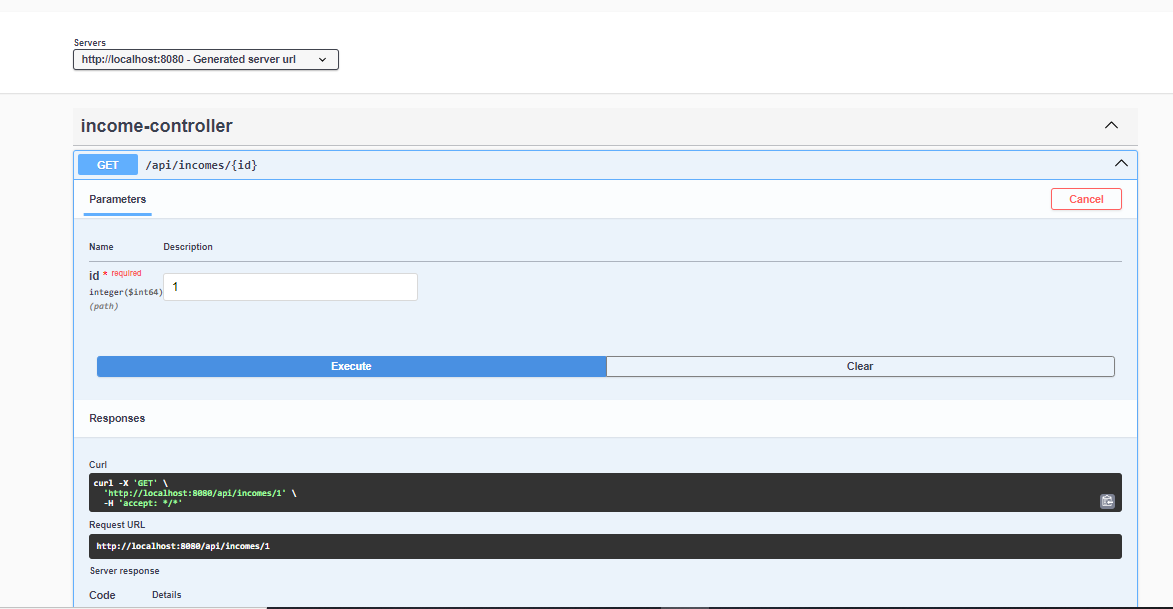 Servers
http://localhost:8080 - Generated server url
income-controller
GET /api/incomes/{id}
Parameters
Cancel
Name Description
id * required
integer($int64)
(path)
1
Execute Clear
Responses
Curl
curl -X 'GET' \
'http://localhost:8080/api/incomes/1' \
-H 'accept: */*'
Request URL
http://localhost:8080/api/incomes/1
Server response
Code Details